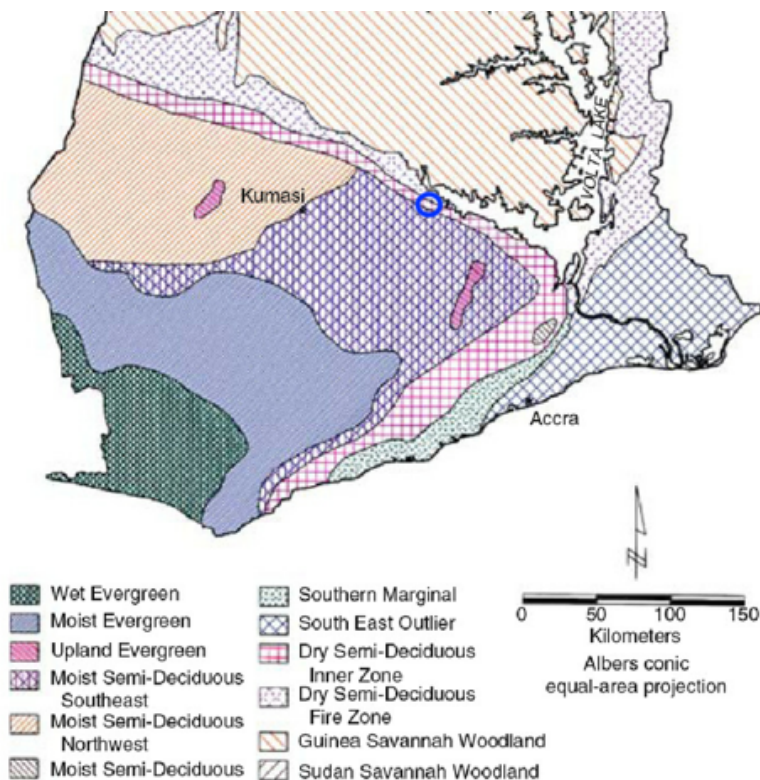 VOLTA LAKE
Kumasi
Accra
Wet Evergreen
Moist Evergreen
Upland Evergreen
Moist Semi-Deciduous
Southeast
Moist Semi-Deciduous
Northwest
Moist Semi-Deciduous
Southern Marginal
South East Outlier
Dry Semi-Deciduous
Inner Zone
Dry Semi-Deciduous
Fire Zone
Guinea Savannah Woodland
Sudan Savannah Woodland
0 50 100 150
Kilometers
Albers conic
equal-area projection